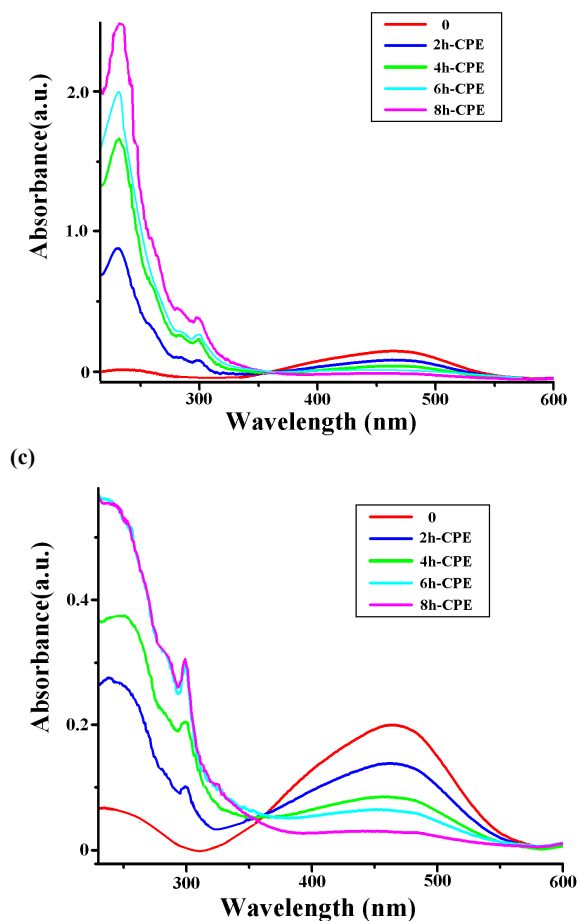 0
2h-CPE
4h-CPE
6h-CPE
8h-CPE
2.0
1.0
0
Absorbance(a.u.)
300 400 500 600
Wavelength (nm)
(c)
0
2h-CPE
4h-CPE
6h-CPE
8h-CPE
0.4
0.2
0
Absorbance(a.u.)
300 400 500 600
Wavelength (nm)